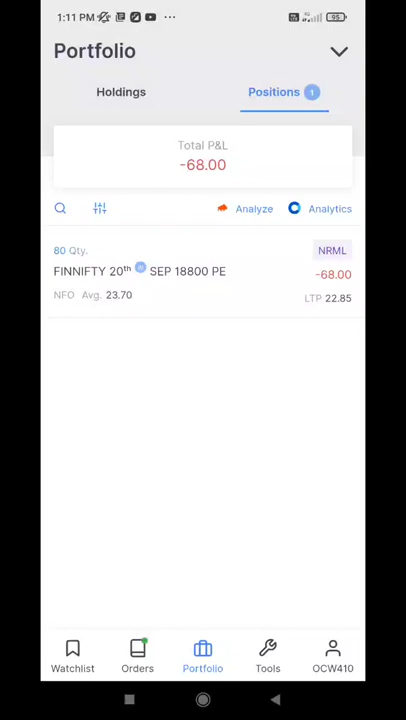 1:11 PM
95
Portfolio
Holdings
Positions 1
Total P&L
-68.00
Analyze
Analytics
80 Qty.
NRML
FINNIFTY 20th SEP 18800 PE
-68.00
NFO Avg. 23.70
LTP 22.85
Watchlist
Orders
Portfolio
Tools
OCW410